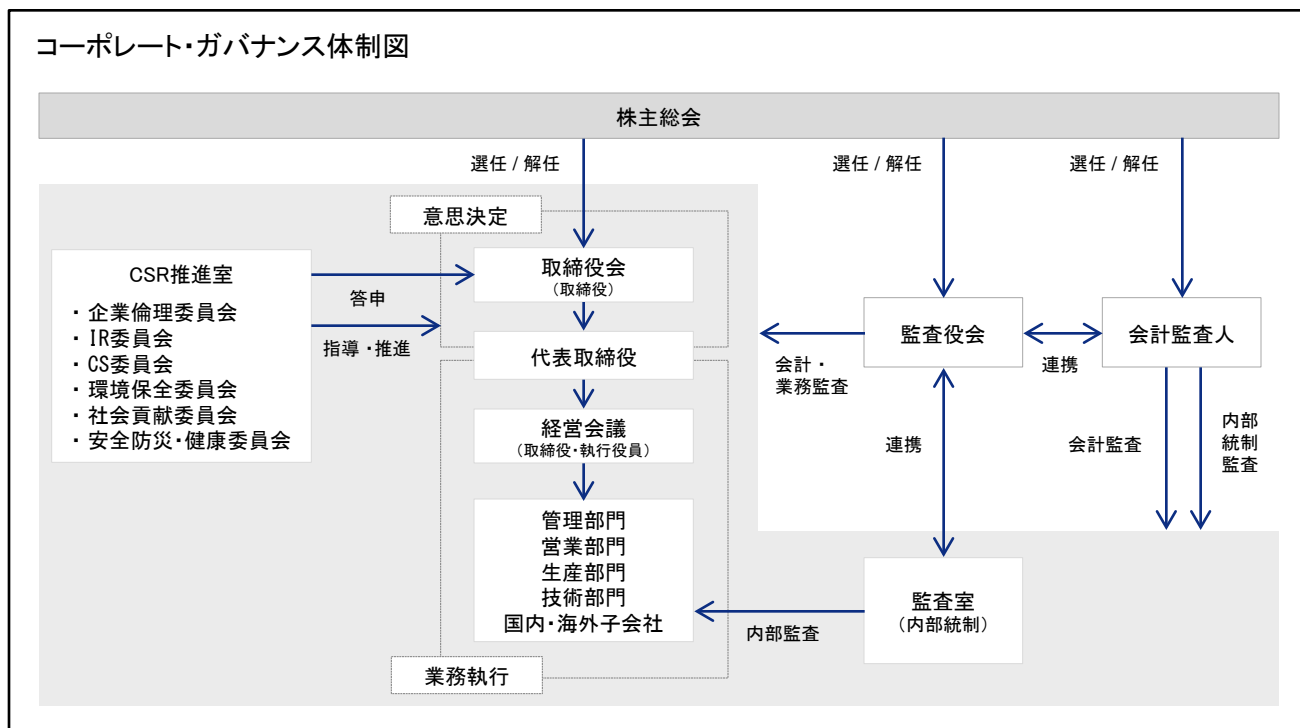 コーポレート・ガバナンス体制図
株主総会
選任 / 解任
選任 / 解任
選任 / 解任
意思決定
CSR推進室
・ 企業倫理委員会
・ IR委員会
・ CS委員会
・ 環境保全委員会
・ 社会貢献委員会
・ 安全防災・健康委員会
答申
指導・推進
取締役会
（取締役）
代表取締役
経営会議
（取締役・執行役員）
管理部門
営業部門
生産部門
技術部門
国内・海外子会社
業務執行
会計・
業務監査
監査役会
連携
会計監査人
連携
会計監査
内部
統制
監査
内部監査
監査室
（内部統制）